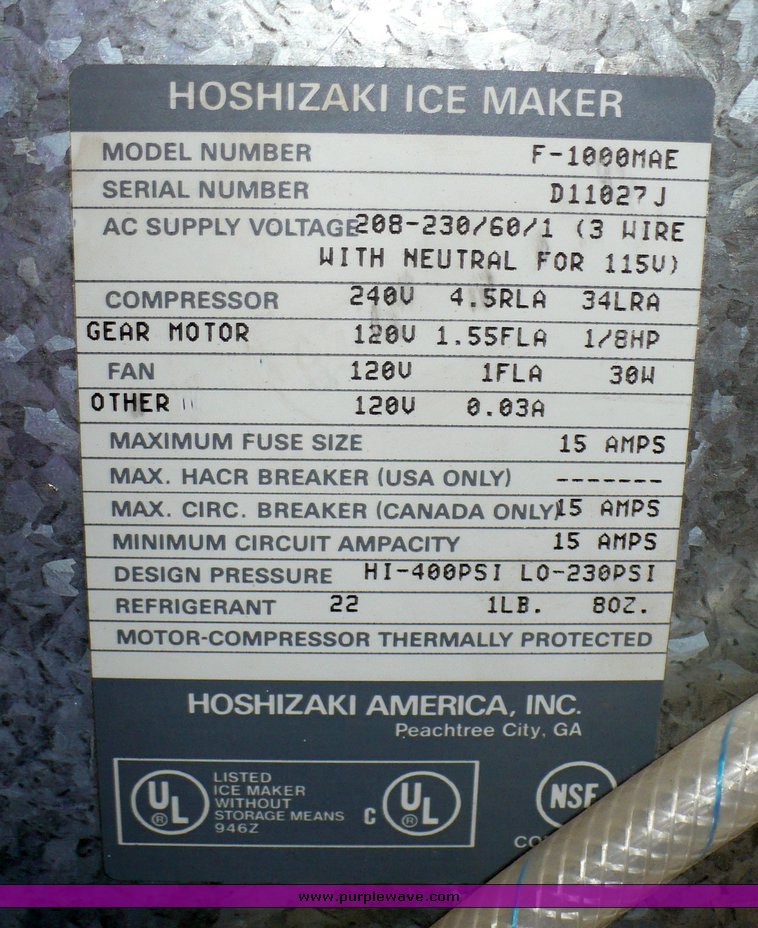 HOSHIZAKI ICE MAKER
MODEL NUMBER F-1000MAE
SERIAL NUMBER D11027J
AC SUPPLY VOLTAGE 208-230/60/1 (3 WIRE
WITH NEUTRAL FOR 115V)
COMPRESSOR 240V 4.5RLA 34LRA
GEAR MOTOR 120V 1.55FLA 1/8HP
FAN 120V 1FLA 30W
OTHER 120V 0.03A
MAXIMUM FUSE SIZE 15 AMPS
MAX. HACR BREAKER (USA ONLY) -------
MAX. CIRC. BREAKER (CANADA ONLY) 15 AMPS
MINIMUM CIRCUIT AMPACITY 15 AMPS
DESIGN PRESSURE HI-400PSI LO-230PSI
REFRIGERANT 22 1LB. 8OZ.
MOTOR-COMPRESSOR THERMALLY PROTECTED
HOSHIZAKI AMERICA, INC.
Peachtree City, GA
UL ®
LISTED
ICE MAKER
WITHOUT
STORAGE MEANS
946Z
C UL ®
NSF
www.purplewave.com